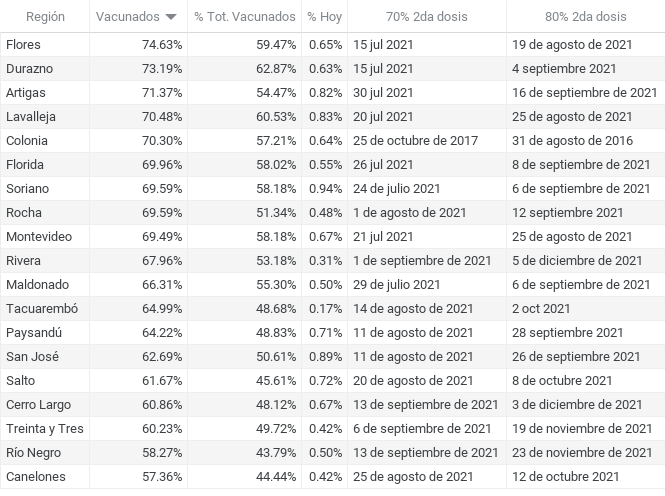 Región Vacunados % Tot. Vacunados % Hoy 70% 2da dosis 80% 2da dosis
Flores 74.63% 59.47% 0.65% 15 jul 2021 19 de agosto de 2021
Durazno 73.19% 62.87% 0.63% 15 jul 2021 4 septiembre 2021
Artigas 71.37% 54.47% 0.82% 30 jul 2021 16 de septiembre de 2021
Lavalleja 70.48% 60.53% 0.83% 20 jul 2021 25 de agosto de 2021
Colonia 70.30% 57.21% 0.64% 25 de octubre de 2017 31 de agosto de 2016
Florida 69.96% 58.02% 0.55% 26 jul 2021 8 de septiembre de 2021
Soriano 69.59% 58.18% 0.94% 24 de julio 2021 6 de septiembre de 2021
Rocha 69.59% 51.34% 0.48% 1 de agosto de 2021 12 septiembre 2021
Montevideo 69.49% 58.18% 0.67% 21 jul 2021 25 de agosto de 2021
Rivera 67.96% 53.18% 0.31% 1 de septiembre de 2021 5 de diciembre de 2021
Maldonado 66.31% 55.30% 0.50% 29 de julio 2021 6 de septiembre de 2021
Tacuarembó 64.99% 48.68% 0.17% 14 de agosto de 2021 2 oct 2021
Paysandú 64.22% 48.83% 0.71% 11 de agosto de 2021 28 septiembre 2021
San José 62.69% 50.61% 0.89% 11 de agosto de 2021 26 de septiembre 2021
Salto 61.67% 45.61% 0.72% 20 de agosto de 2021 8 de octubre 2021
Cerro Largo 60.86% 48.12% 0.67% 13 de septiembre de 2021 3 de diciembre de 2021
Treinta y Tres 60.23% 49.72% 0.42% 6 de septiembre de 2021 19 de noviembre de 2021
Río Negro 58.27% 43.79% 0.50% 13 de septiembre de 2021 23 de noviembre de 2021
Canelones 57.36% 44.44% 0.42% 25 de agosto de 2021 12 de octubre de 2021